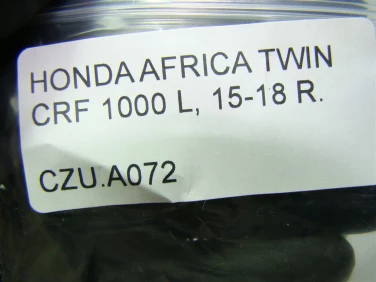 HONDA AFRICA TWIN
CRF 1000 L, 15-18 R.
CZU.A072